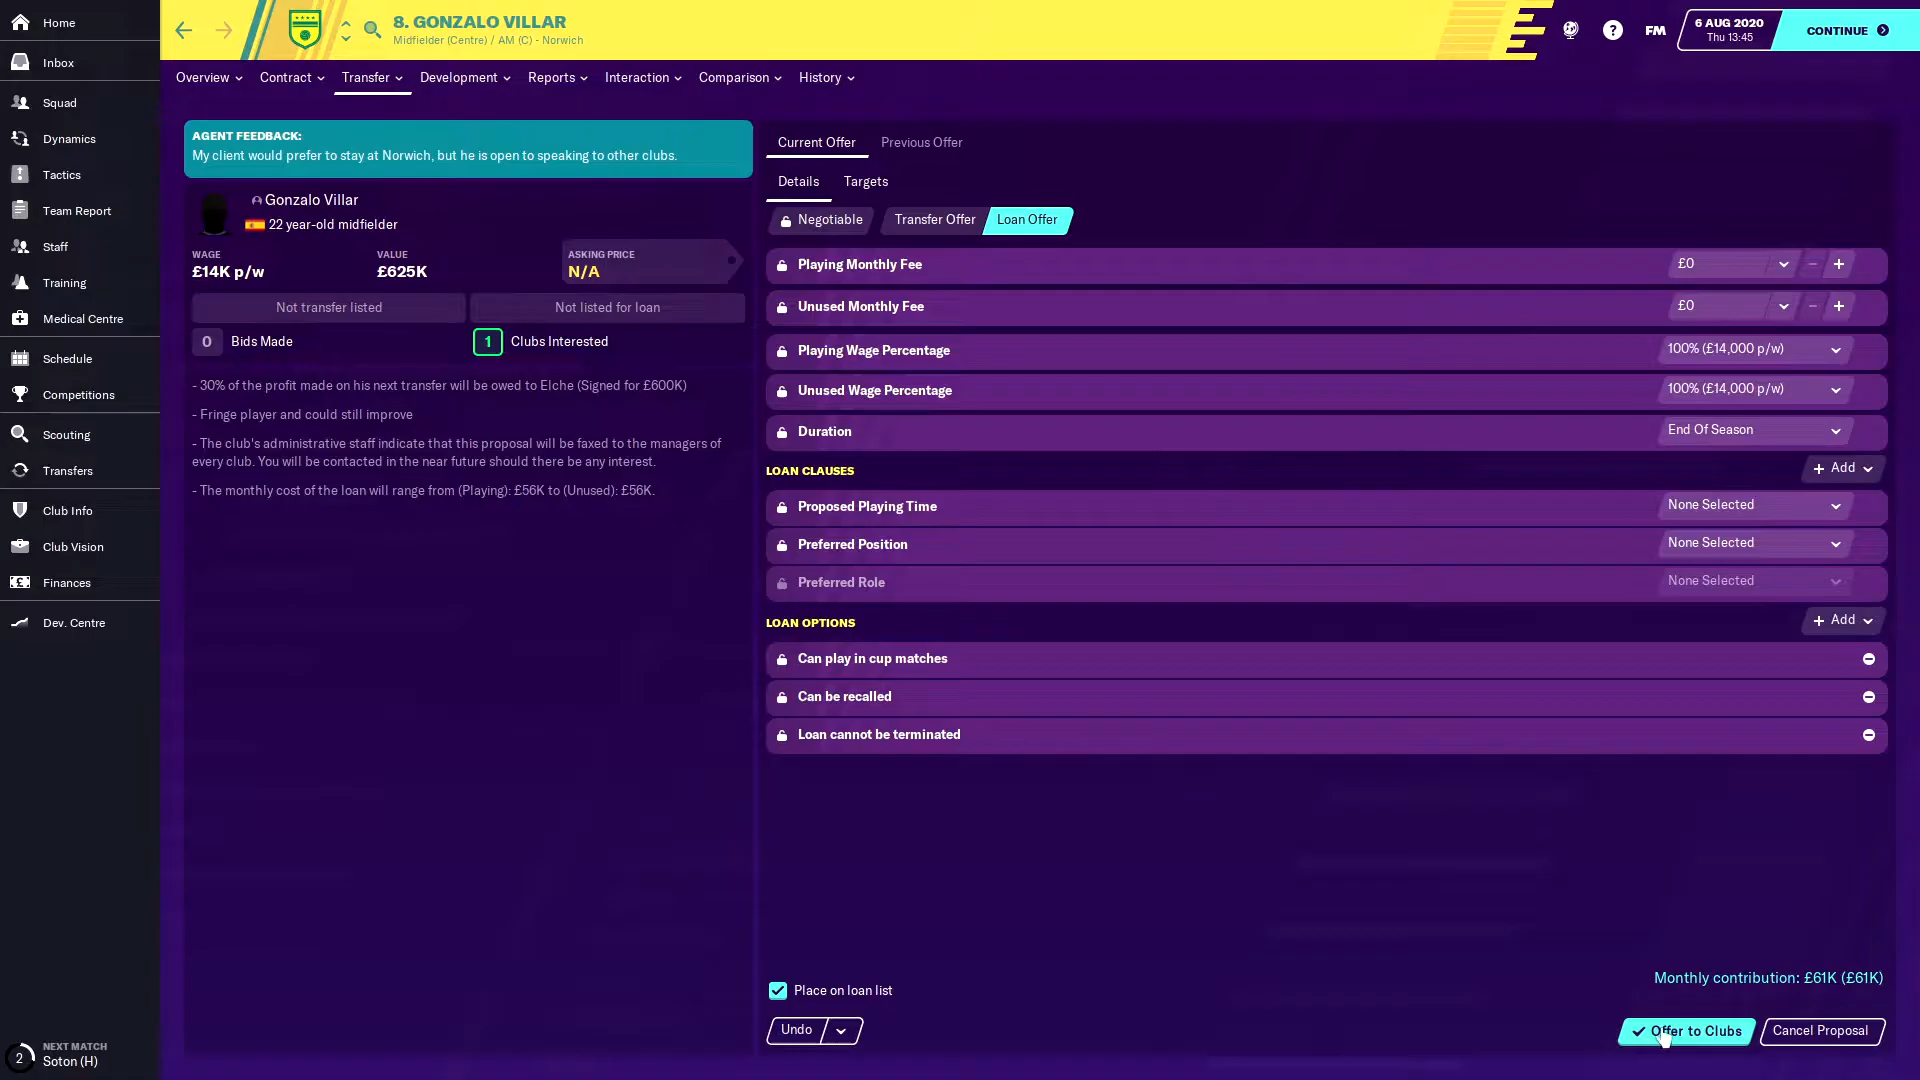 Home
Inbox
Squad
Dynamics
Tactics
Team Report
Staff
Training
Medical Centre
Schedule
Competitions
Scouting
Transfers
Club Info
Club Vision
Finances
Dev. Centre
2
NEXT MATCH
Soton (H)
8. GONZALO VILLAR
Midfielder (Centre) / AM (C) - Norwich
?
FM
6 AUG 2020
Thu 13:45
CONTINUE
Overview
Contract
Transfer
Development
Reports
Interaction
Comparison
History
AGENT FEEDBACK:
My client would prefer to stay at Norwich, but he is open to speaking to other clubs.
Gonzalo Villar
22 year-old midfielder
WAGE
£14K p/w
VALUE
£625K
ASKING PRICE
N/A
Not transfer listed
Not listed for loan
0 Bids Made
1 Clubs Interested
- 30% of the profit made on his next transfer will be owed to Elche (Signed for £600K)
- Fringe player and could still improve
- The club's administrative staff indicate that this proposal will be faxed to the managers of
every club. You will be contacted in the near future should there be any interest.
- The monthly cost of the loan will range from (Playing): £56K to (Unused): £56K.
Current Offer
Previous Offer
Details
Targets
Negotiable
Transfer Offer
Loan Offer
Playing Monthly Fee £0 - +
Unused Monthly Fee £0 - +
Playing Wage Percentage 100% (£14,000 p/w)
Unused Wage Percentage 100% (£14,000 p/w)
Duration End Of Season
LOAN CLAUSES + Add
Proposed Playing Time None Selected
Preferred Position None Selected
Preferred Role None Selected
LOAN OPTIONS + Add
Can play in cup matches
Can be recalled
Loan cannot be terminated
Monthly contribution: £61K (£61K)
Place on loan list
Undo
Offer to Clubs
Cancel Proposal